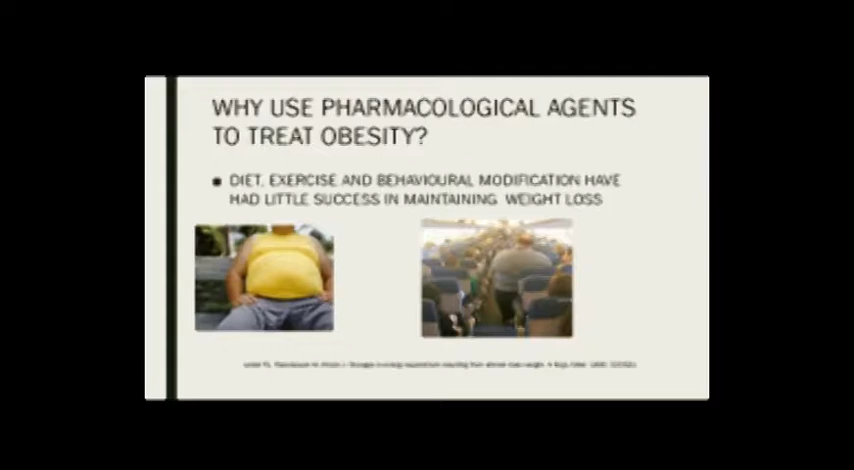 WHY USE PHARMACOLOGICAL AGENTS
TO TREAT OBESITY?
DIET, EXERCISE AND BEHAVIOURAL MODIFICATION HAVE
HAD LITTLE SUCCESS IN MAINTAINING WEIGHT LOSS